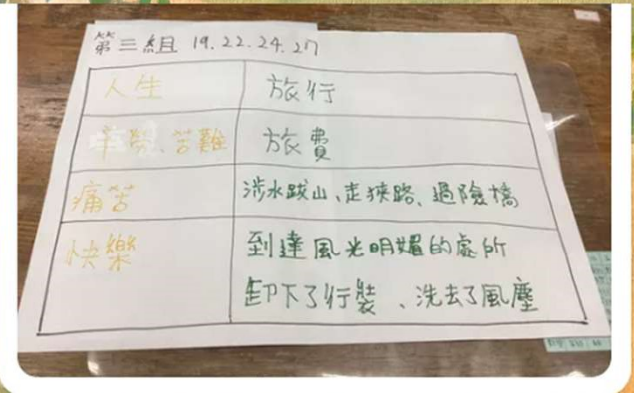 第三組 19.22.24.27
人生
旅行
辛勞、苦難
旅費
痛苦
涉水跋山、走狹路、過險橋
快樂
到達風光明媚的處所
卸下了行裝、洗去了風塵